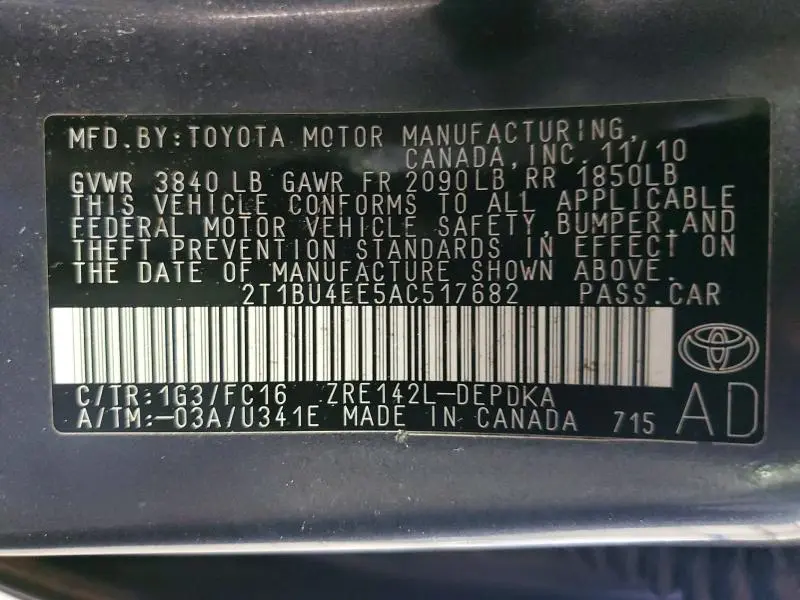 MFD.BY:TOYOTA MOTOR MANUFACTURING,
CANADA,INC. 11/10
GVWR 3840 LB GAWR FR 2090LB RR 1850LB
THIS VEHICLE CONFORMS TO ALL APPLICABLE
FEDERAL MOTOR VEHICLE SAFETY,BUMPER,AND
THEFT PREVENTION STANDARDS IN EFFECT ON
THE DATE OF MANUFACTURE SHOWN ABOVE.
2T1BU4EE5AC517682 PASS.CAR
C/TR:1G3/FC16 ZRE142L-DEPDKA
A/TM:-03A/U341E MADE IN CANADA 715
AD